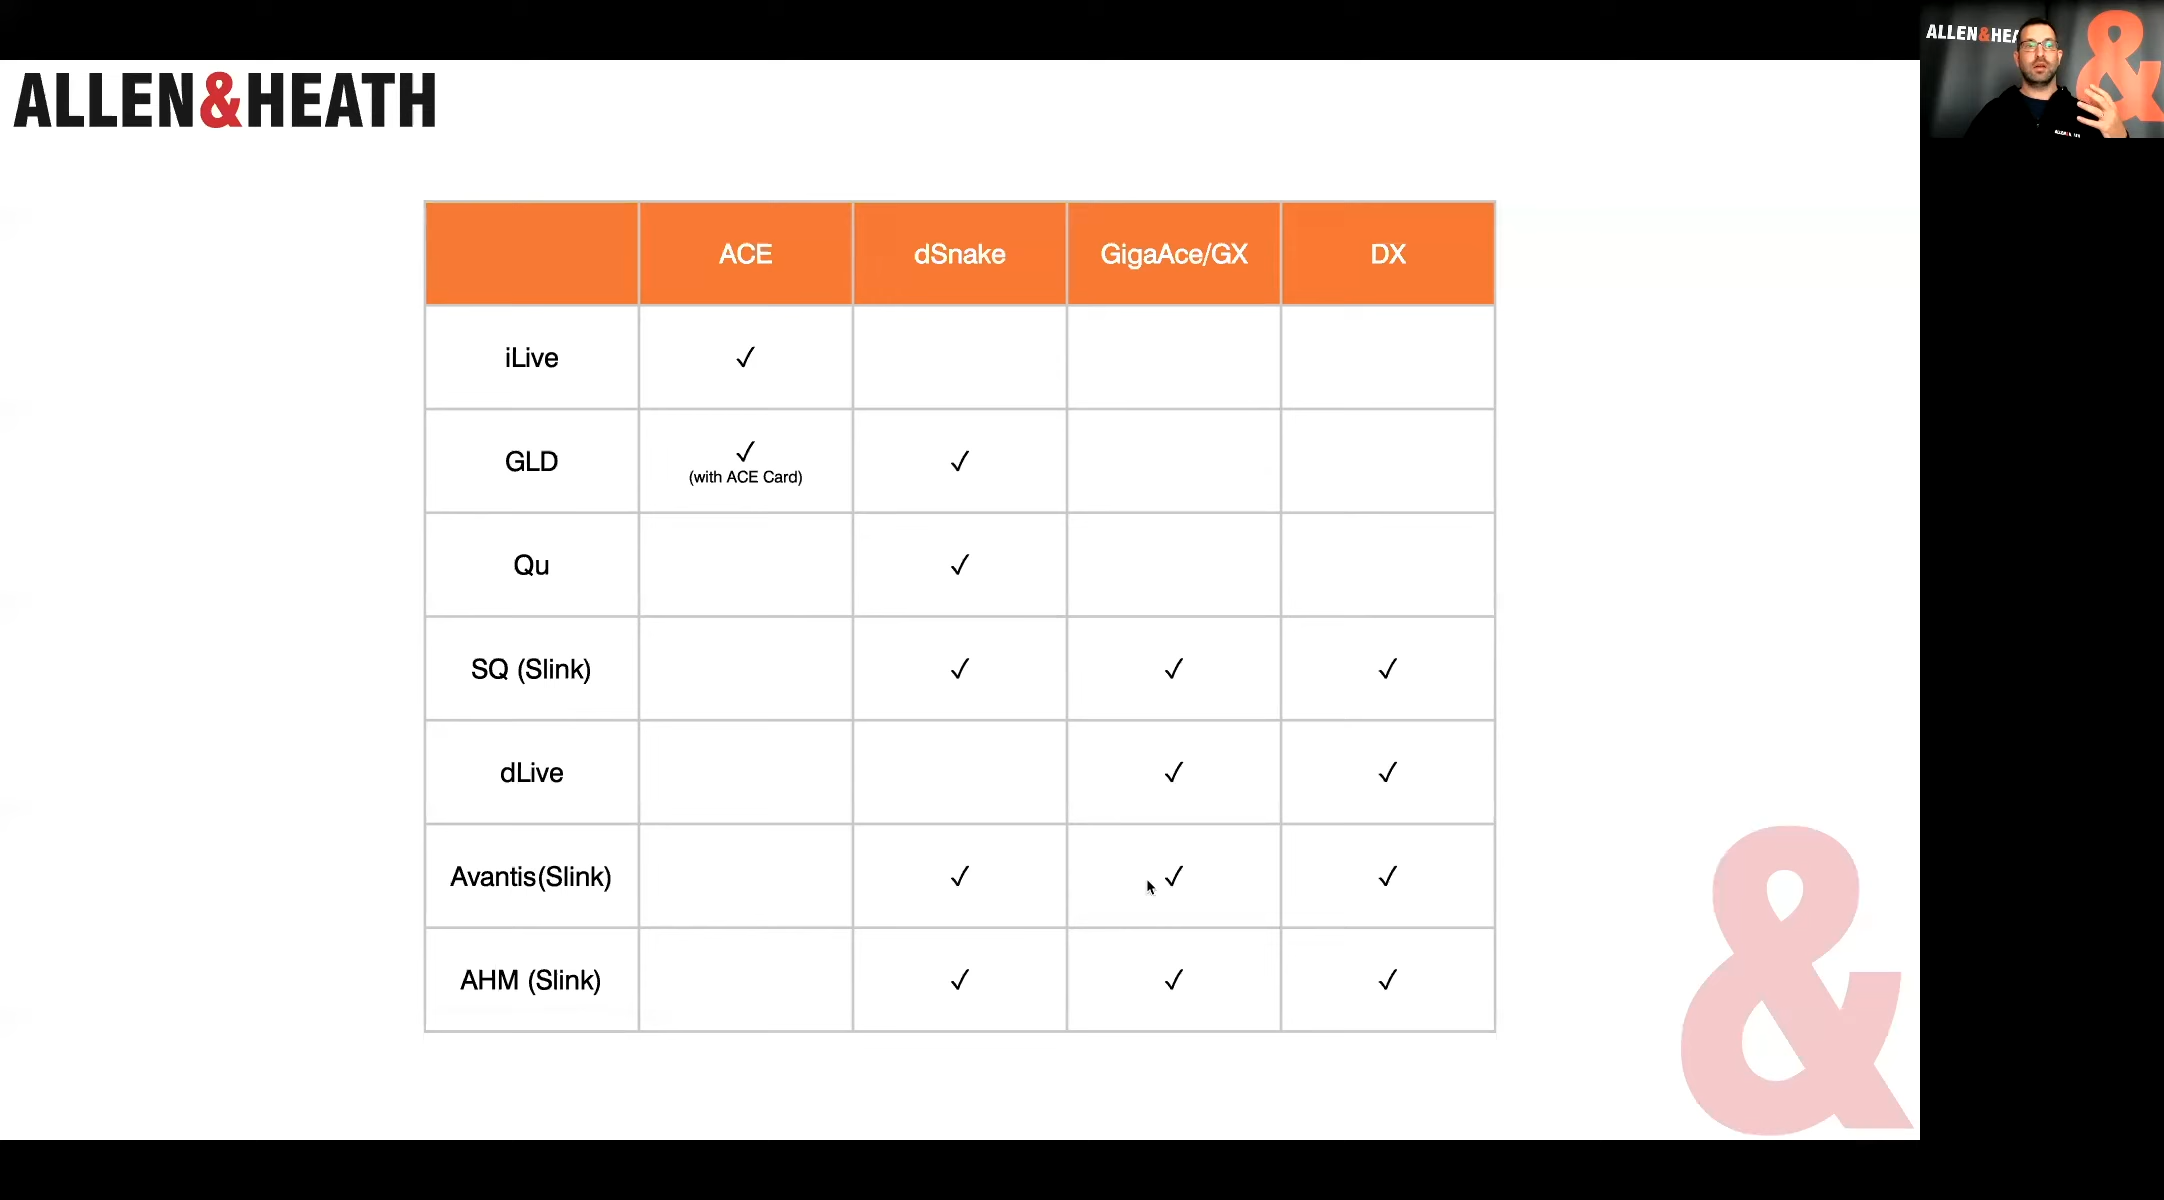 ALLEN&HEATH
ALLEN&HEA
ACE dSnake GigaAce/GX DX
iLive ✓
GLD ✓ ✓
(with ACE Card)
Qu ✓
SQ (Slink) ✓ ✓ ✓
dLive ✓ ✓
Avantis(Slink) ✓ ✓ ✓
AHM (Slink) ✓ ✓ ✓
&
&